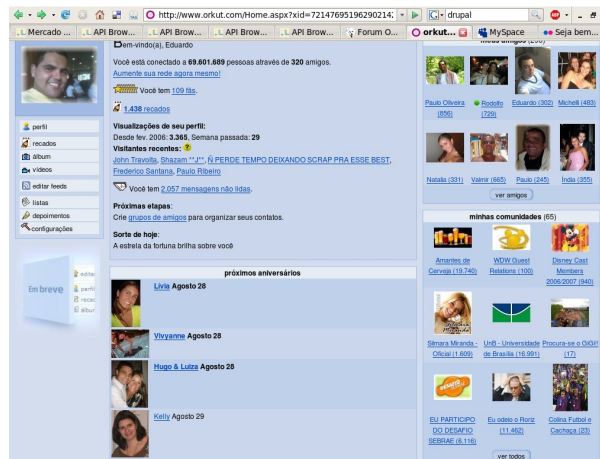 http://www.orkut.com/Home.aspx?xid=72147695196290214
drupal
Mercado ...
API Brow...
API Brow...
API Brow...
API Brow...
Forum O...
orkut...
MySpace
Seja bem...
Bem-vindo(a), Eduardo
Você está conectado a 69.601.689 pessoas através de 320 amigos.
Aumente sua rede agora mesmo!
Você tem 109 fãs.
1.438 recados
Visualizações de seu perfil:
Desde fev. 2006: 3.365, Semana passada: 29
Visitantes recentes:
John Travolta, Shazam **J**, Ñ PERDE TEMPO DEIXANDO SCRAP PRA ESSE BEST,
Frederico Santana, Paulo Ribeiro
Você tem 2.057 mensagens não lidas.
Próximas etapas:
Crie grupos de amigos para organizar seus contatos.
Sorte de hoje:
A estrela da fortuna brilha sobre você
perfil
recados
álbum
vídeos
editar feeds
listas
depoimentos
configurações
Em breve
editar
perfil
recad
álbur
próximos aniversários
Livia Agosto 28
Vivyanne Agosto 28
Hugo & Luiza Agosto 28
Kelly Agosto 29
meus amigos
Paulo Oliveira (856)
Rodolfo (729)
Eduardo (302)
Michelli (483)
Natalia (331)
Valmir (665)
Paulo (245)
Índia (355)
ver amigos
minhas comunidades (65)
Amantes de Cerveja (19.740)
WDW Guest Relations (100)
Disney Cast Members 2006/2007 (940)
Silmara Miranda - Oficial (1.609)
UnB - Universidade de Brasília (16.991)
Procura-se o GiGi!! (17)
EU PARTICIPO DO DESAFIO SEBRAE (6.116)
Eu odeio o Roriz (11.462)
Colina Futbol e Cachaça (23)
ver todos